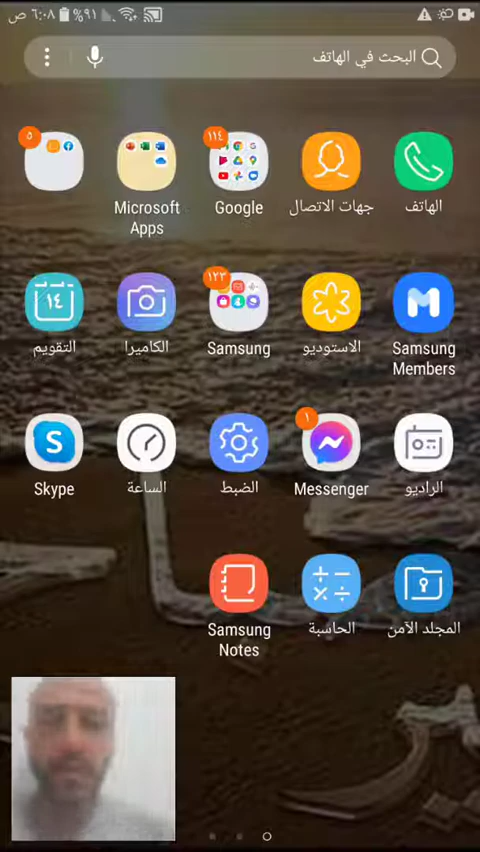 ٦:٠٨ ص
٩١%
البحث في الهاتف
الهاتف
جهات الاتصال
١١٤
Google
Microsoft
Apps
٥
Samsung
Members
الاستوديو
١٢٣
Samsung
الكاميرا
١٤
التقويم
الراديو
١
Messenger
الضبط
الساعة
S
Skype
المجلد الآمن
الحاسبة
Samsung
Notes